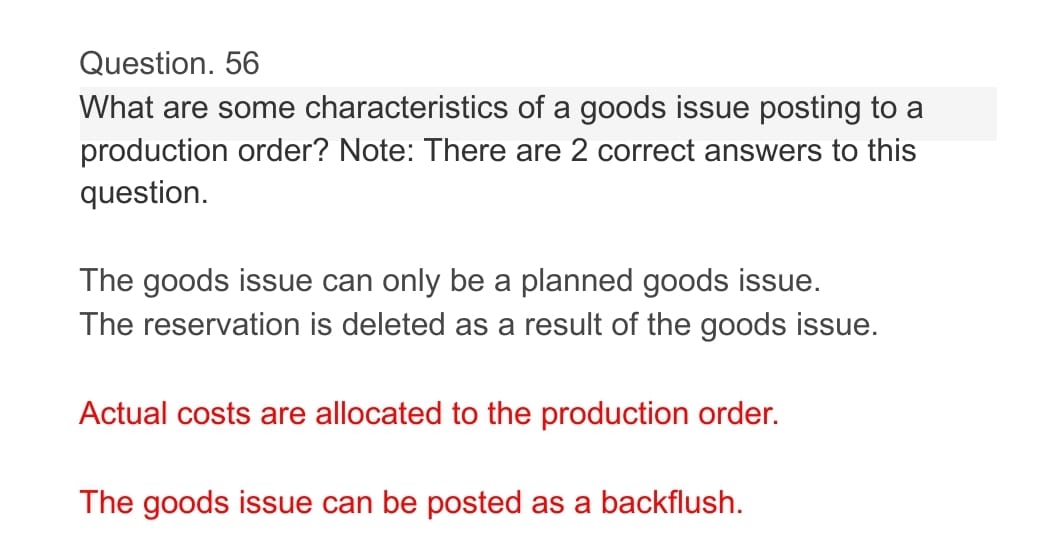 Question. 56
What are some characteristics of a goods issue posting to a
production order? Note: There are 2 correct answers to this
question.
The goods issue can only be a planned goods issue.
The reservation is deleted as a result of the goods issue.
Actual costs are allocated to the production order.
The goods issue can be posted as a backflush.